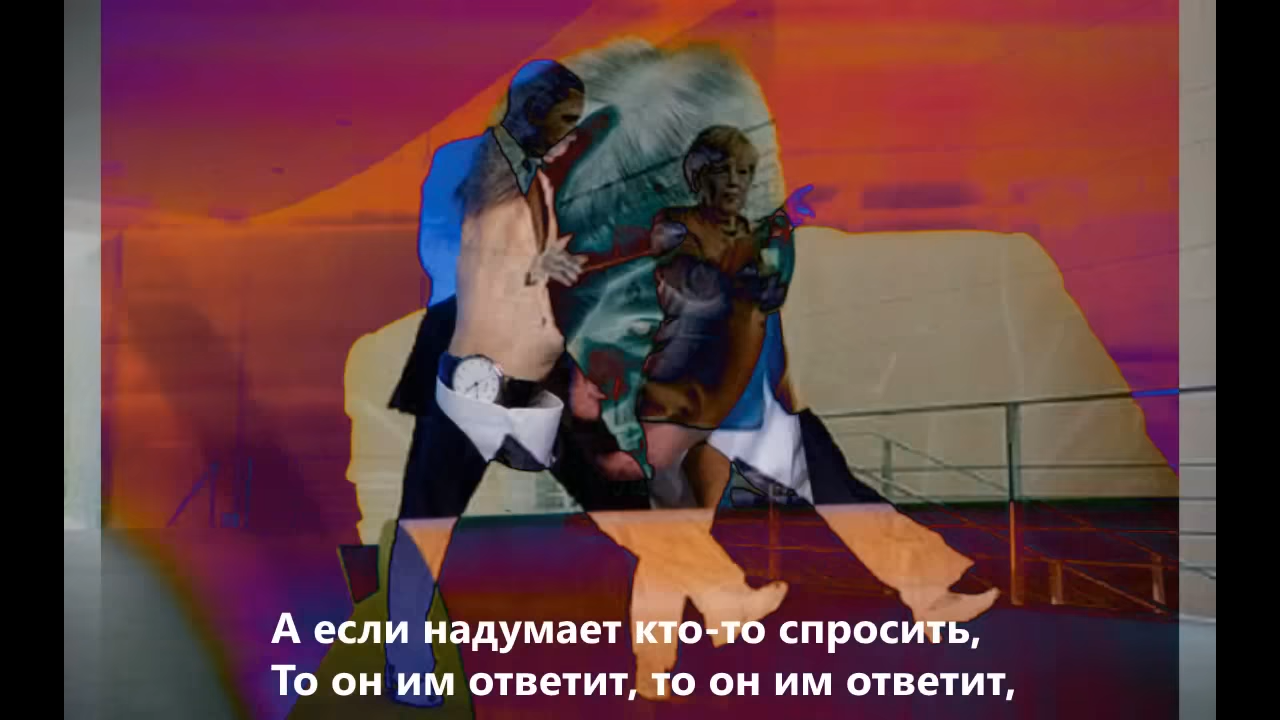 А если надумает кто-то спросить,
То он им ответит, то он им ответит,